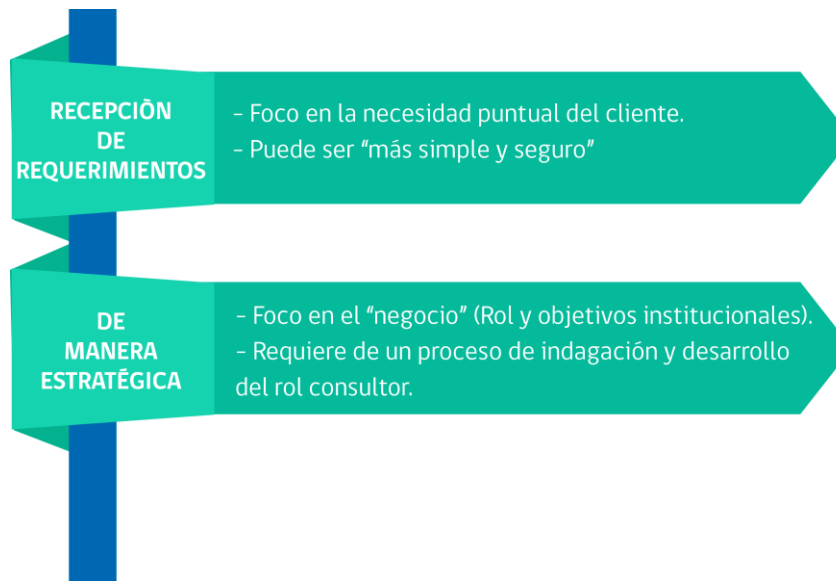 RECEPCIÓN
DE
REQUERIMIENTOS
- Foco en la necesidad puntual del cliente.
- Puede ser “más simple y seguro”
DE
MANERA
ESTRATÉGICA
- Foco en el “negocio” (Rol y objetivos institucionales).
- Requiere de un proceso de indagación y desarrollo
del rol consultor.